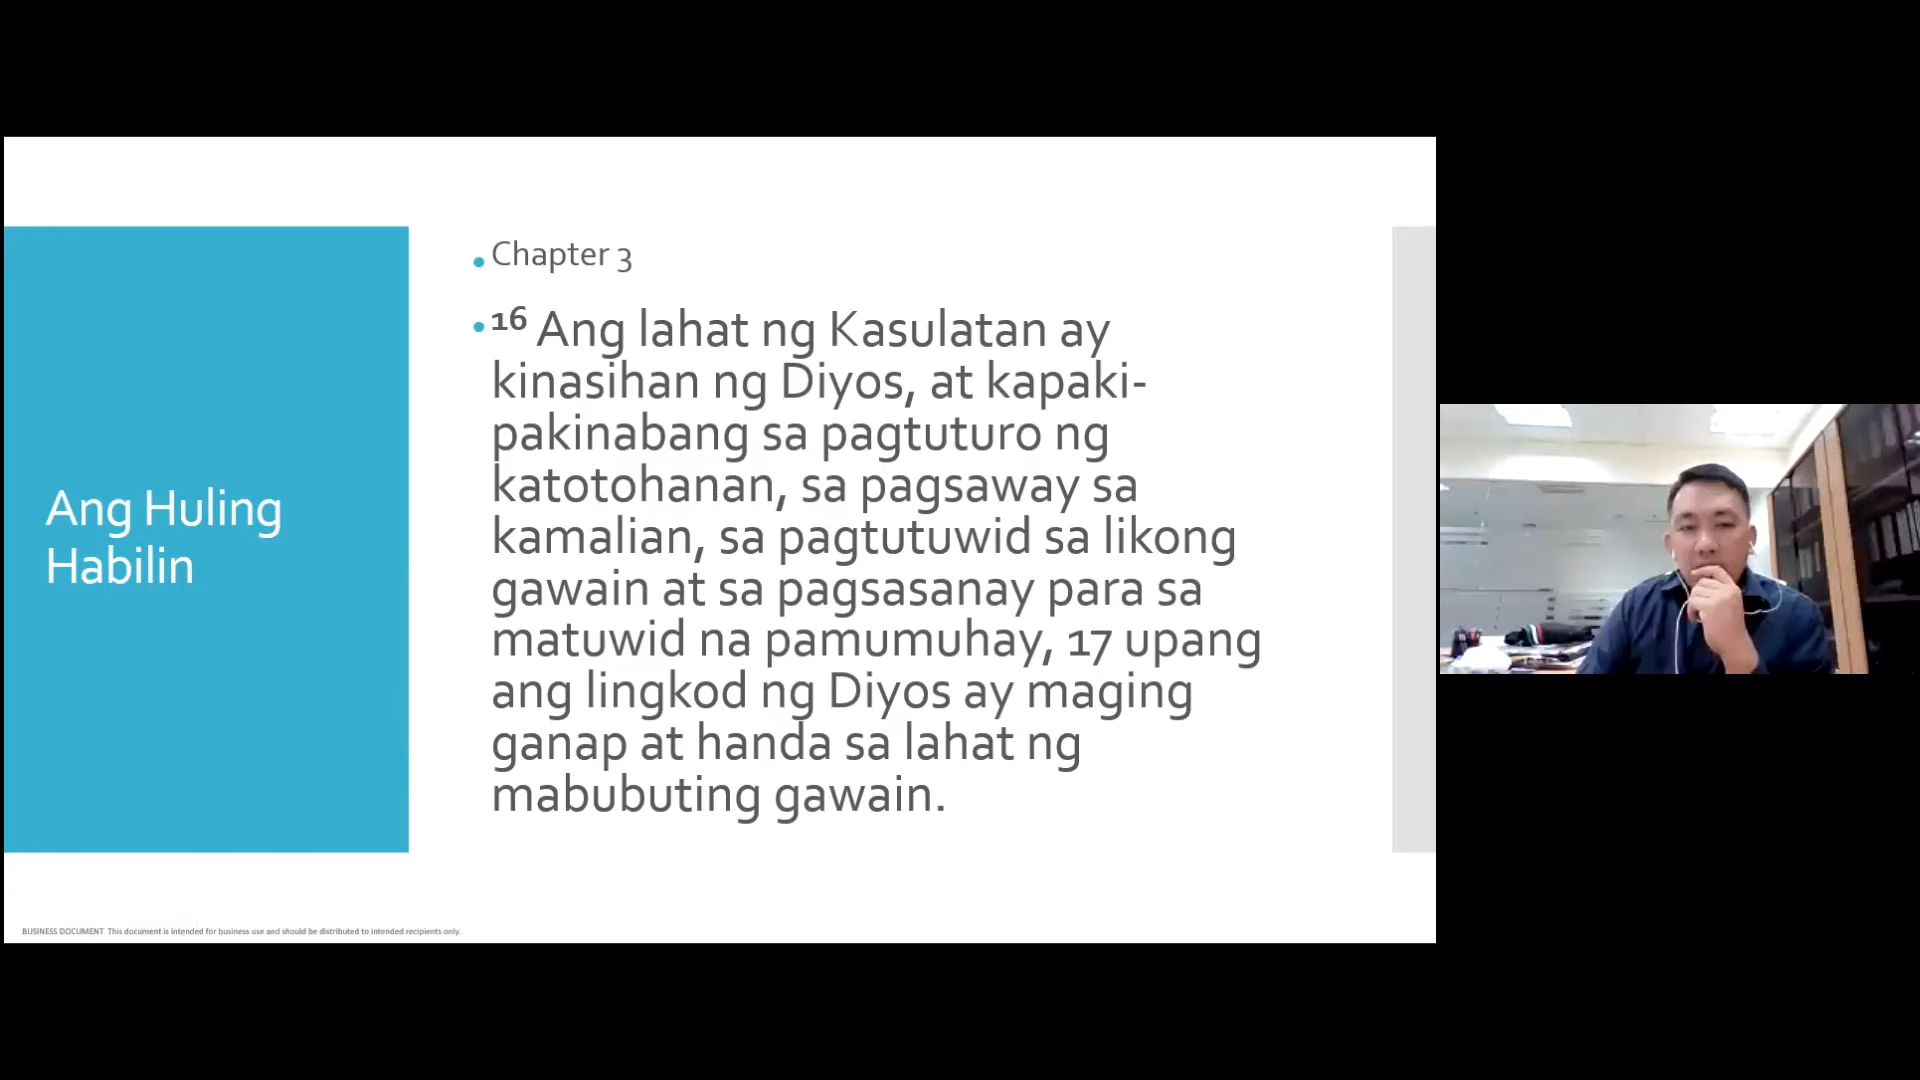 Ang Huling
Habilin
Chapter 3
16 Ang lahat ng Kasulatan ay
kinasihan ng Diyos, at kapaki-
pakinabang sa pagtuturo ng
katotohanan, sa pagsaway sa
kamalian, sa pagtutuwid sa likong
gawain at sa pagsasanay para sa
matuwid na pamumuhay, 17 upang
ang lingkod ng Diyos ay maging
ganap at handa sa lahat ng
mabubuting gawain.
BUSINESS DOCUMENT This document is intended for business use and should be distributed to intended recipients only.